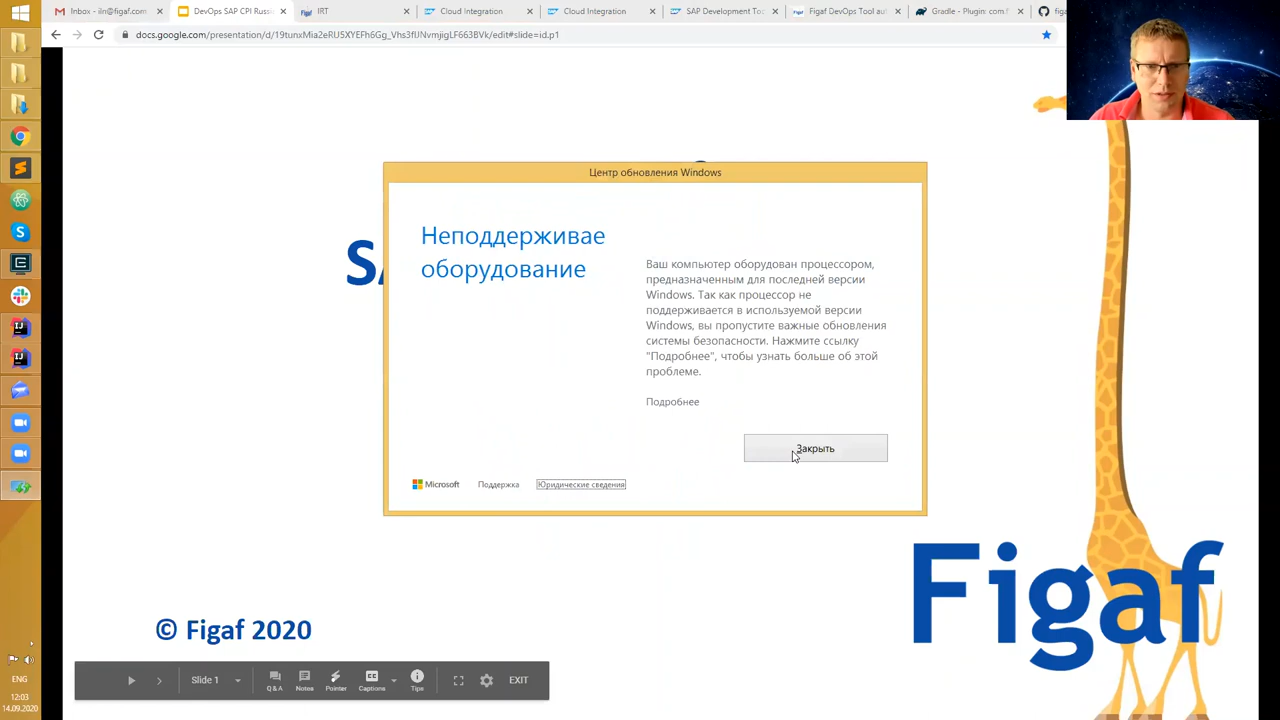 Inbox - iln@figaf.com
DevOps SAP CPI Russi
IRT
Cloud Integration
Cloud Integration
SAP Development To
Figaf DevOps Tool au
Gradle - Plugin: com.f
figaf
docs.google.com/presentation/d/19tunxMia2eRU5XYEFh6Gg_Vhs3fUNvmjigLF663BVk/edit#slide=id.p1
Центр обновления Windows
Неподдерживае
оборудование
Ваш компьютер оборудован процессором,
предназначенным для последней версии
Windows. Так как процессор не
поддерживается в используемой версии
Windows, вы пропустите важные обновления
системы безопасности. Нажмите ссылку
"Подробнее", чтобы узнать больше об этой
проблеме.
Подробнее
Закрыть
Microsoft
Поддержка
Юридические сведения
Figaf
© Figaf 2020
Slide 1
Q & A
Notes
Pointer
Captions
Tips
EXIT
ENG
12:03
14.09.2020